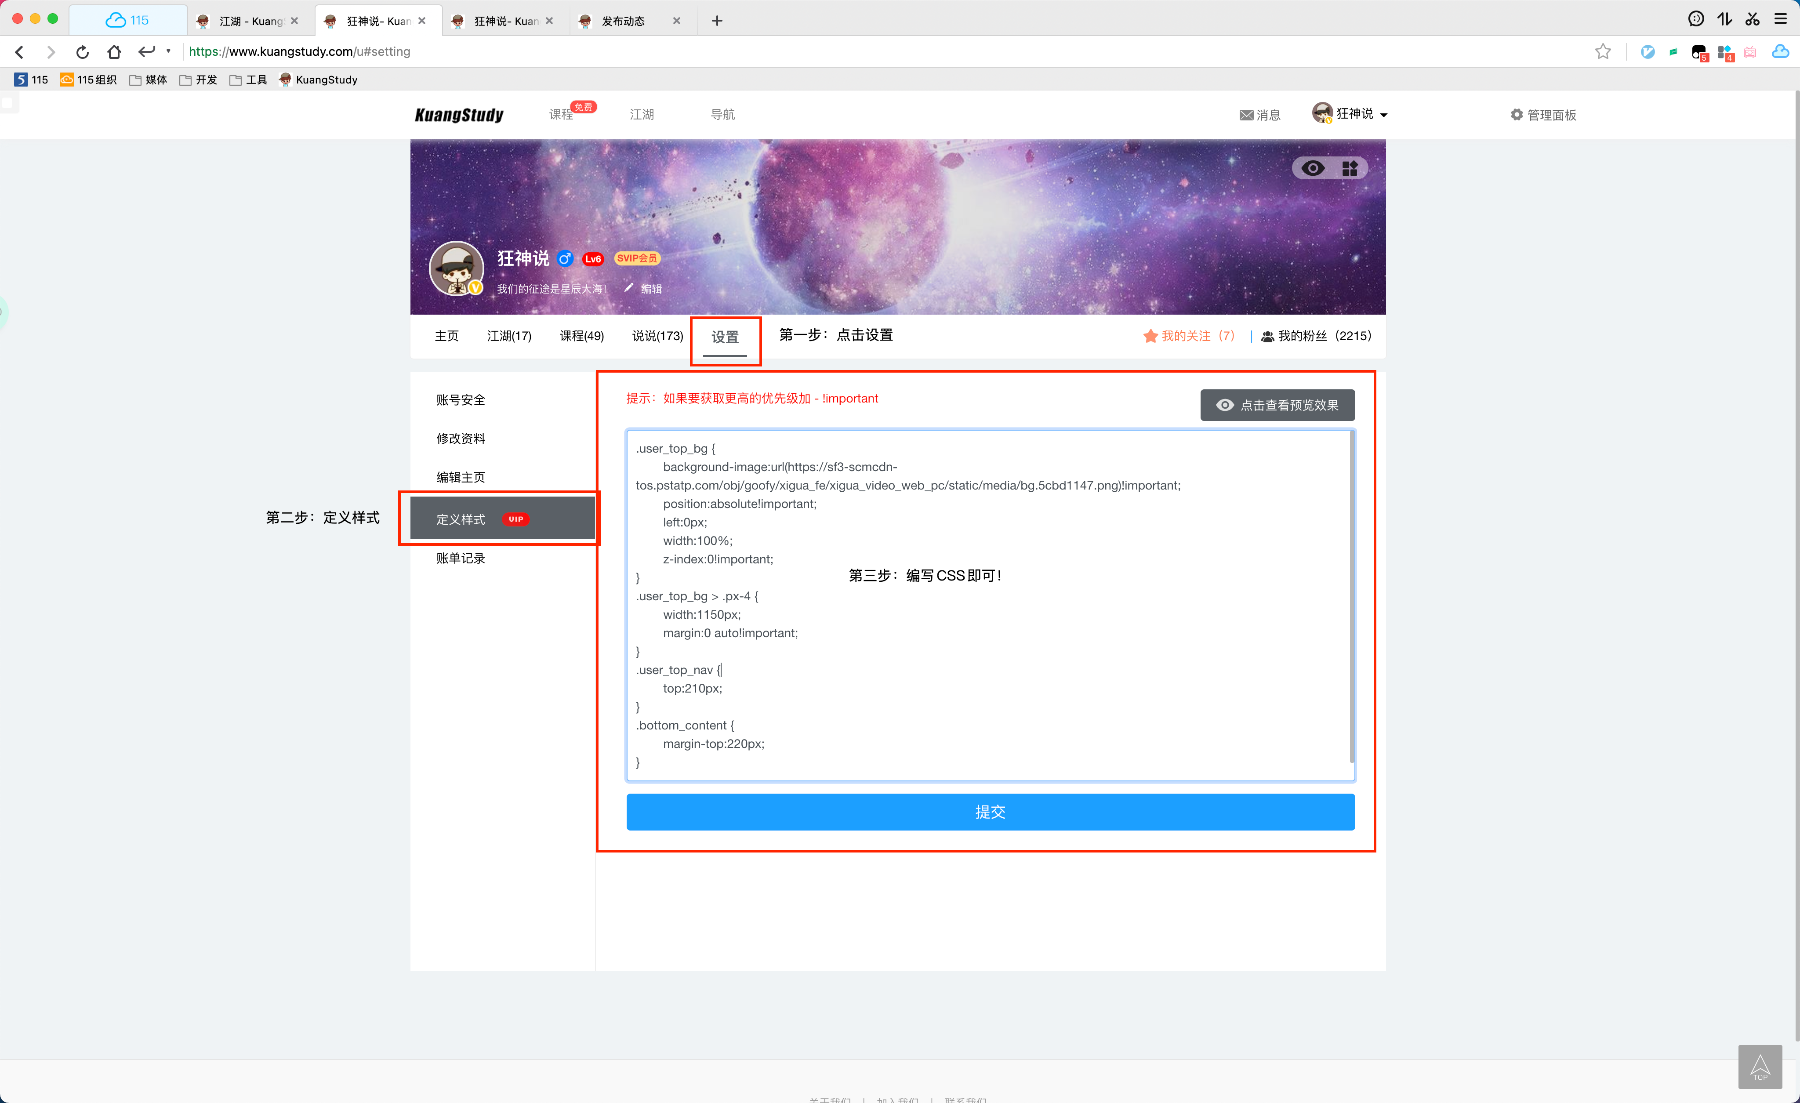 115
江湖 - Kuang
狂神说- Kuan
狂神说- Kuan
发布动态
https://www.kuangstudy.com/u#setting
5
4
5 115
115组织
媒体
开发
工具
KuangStudy
KuangStudy
课程
免费
江湖
导航
消息
狂神说
管理面板
狂神说
Lv6
SVIP会员
V
我们的征途是星辰大海!
编辑
主页
江湖(17)
课程(49)
说说(173)
设置
第一步：点击设置
我的关注（7）
|
我的粉丝（2215）
账号安全
修改资料
编辑主页
第二步：定义样式
定义样式
VIP
账单记录
提示：如果要获取更高的优先级加 - !important
点击查看预览效果
.user_top_bg {
background-image:url(https://sf3-scmcdn-
tos.pstatp.com/obj/goofy/xigua_fe/xigua_video_web_pc/static/media/bg.5cbd1147.png)!important;
position:absolute!important;
left:0px;
width:100%;
z-index:0!important;
}
第三步：编写CSS即可！
.user_top_bg > .px-4 {
width:1150px;
margin:0 auto!important;
}
.user_top_nav {
top:210px;
}
.bottom_content {
margin-top:220px;
}
提交
TOP
关于我们 | 加入我们 | 联系我们